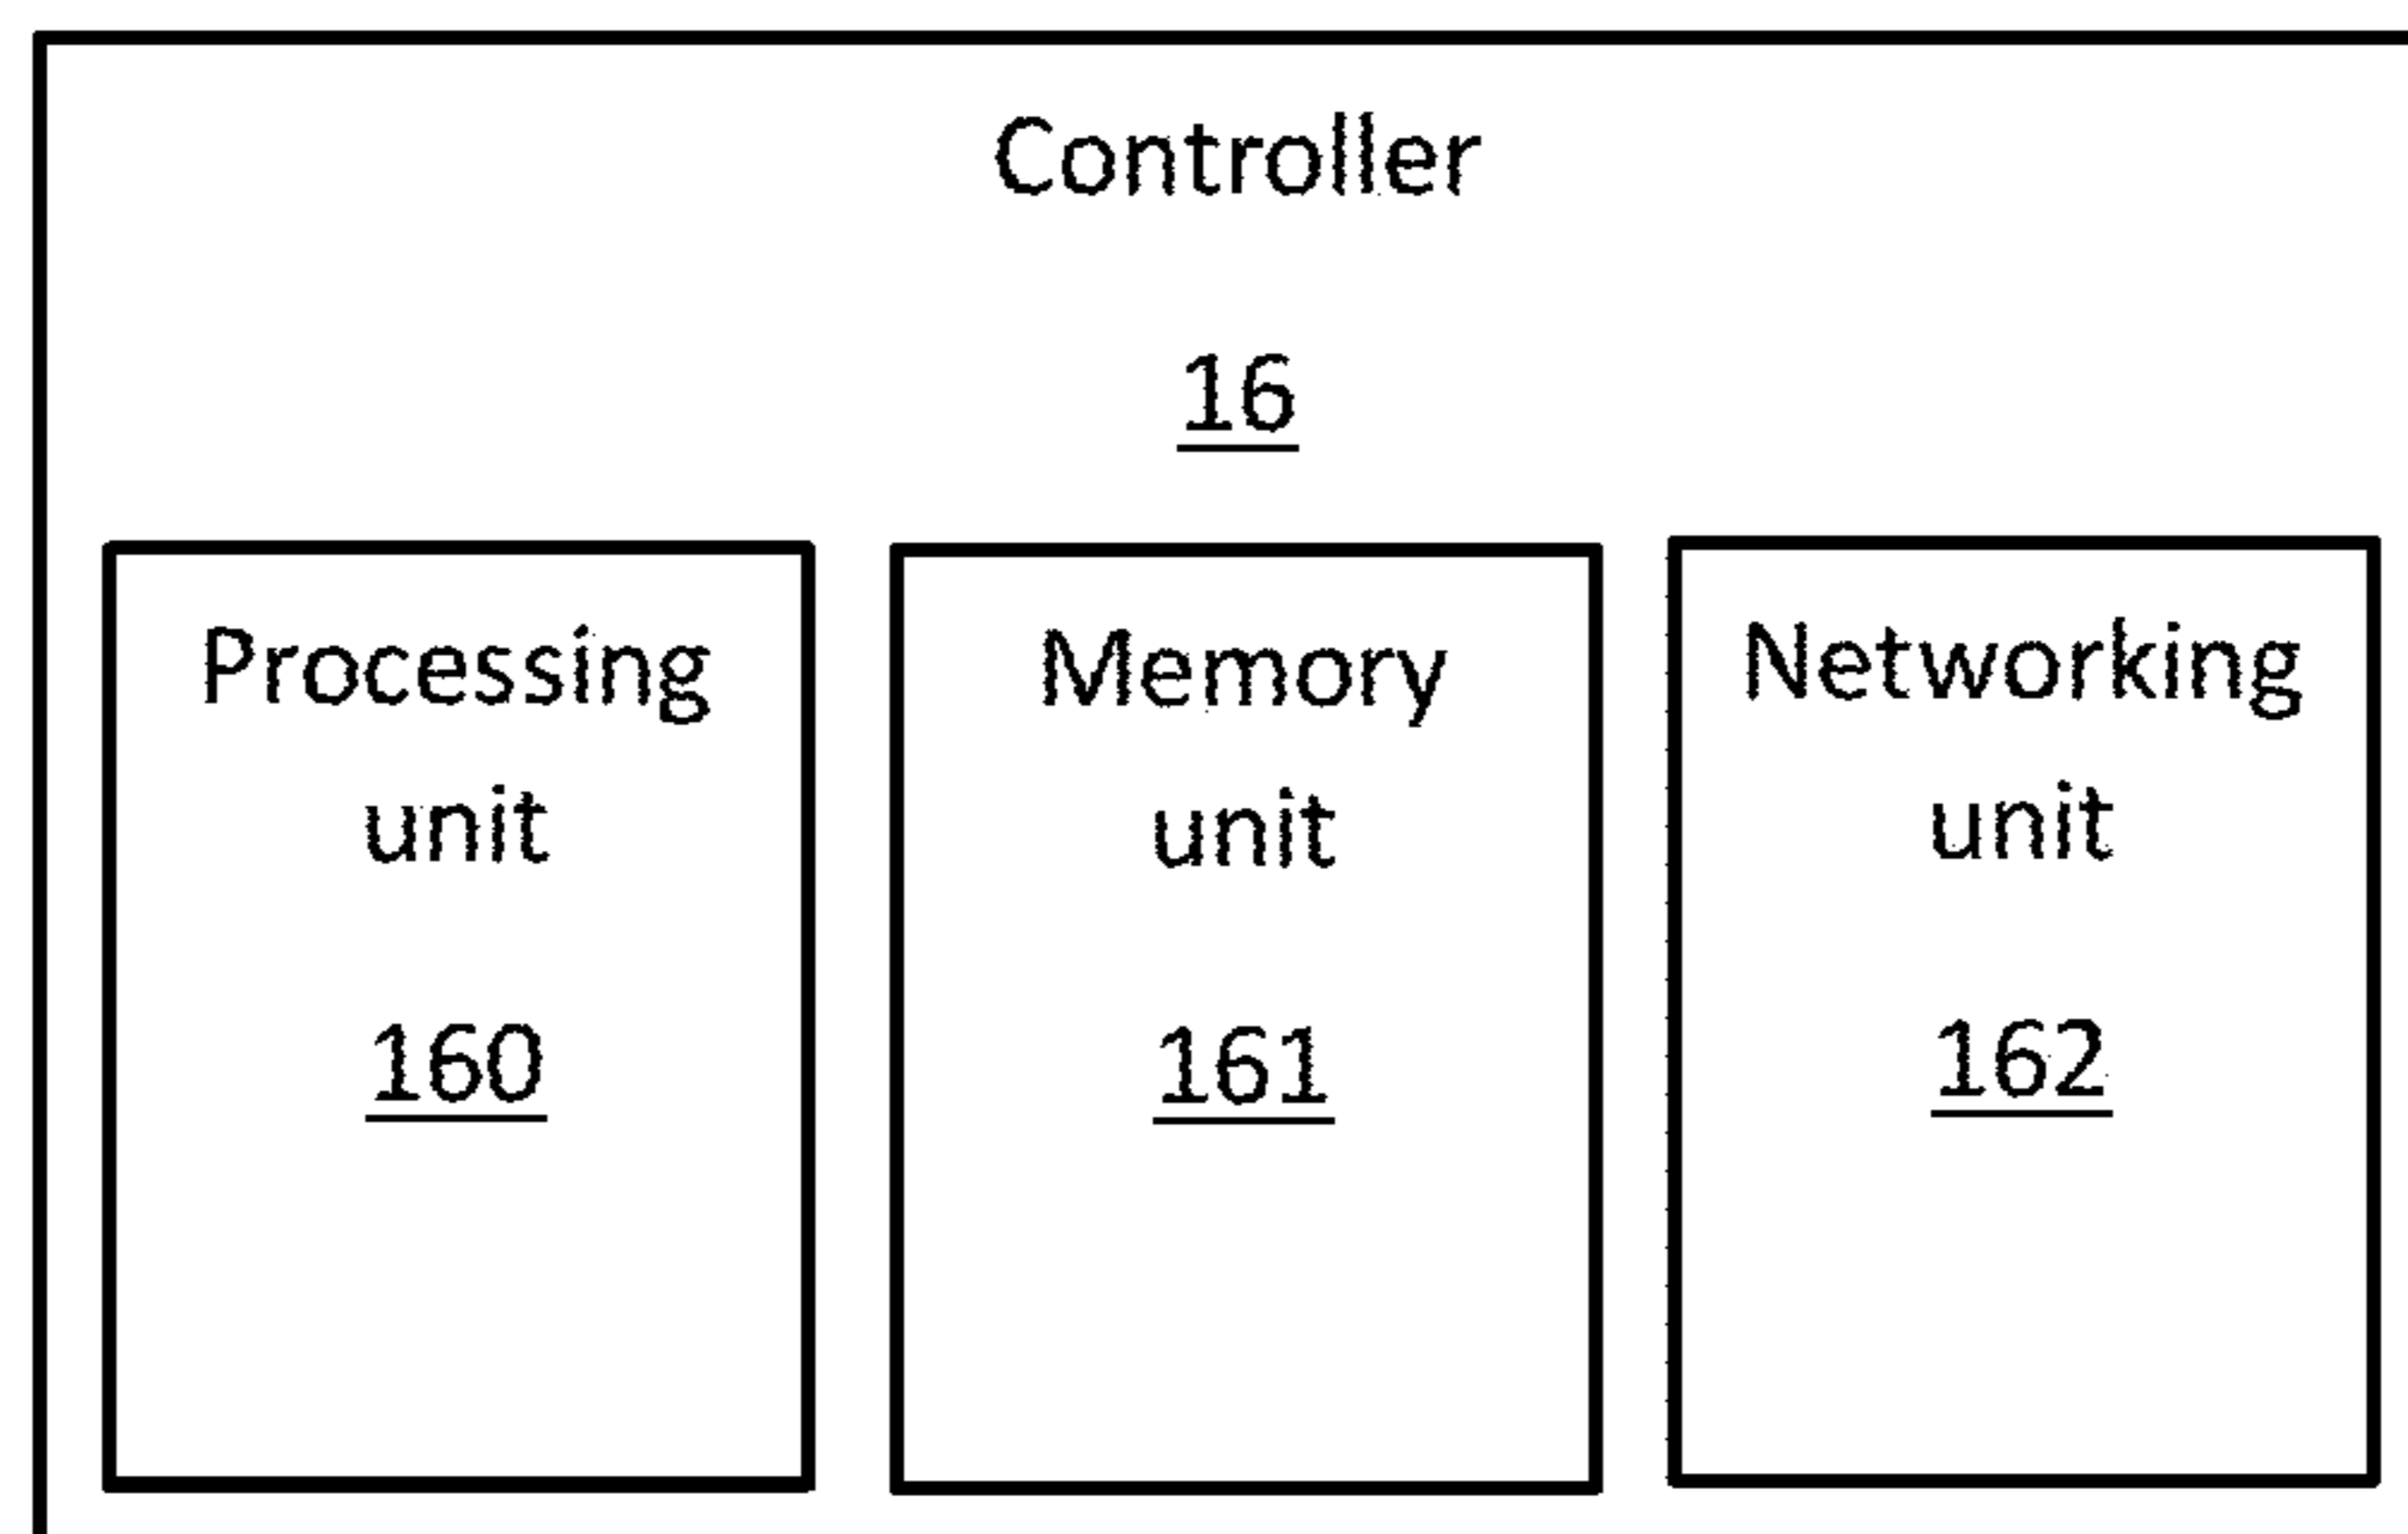 Controller
16
Processing
unit
160
Memory
unit
161
Networking
unit
162